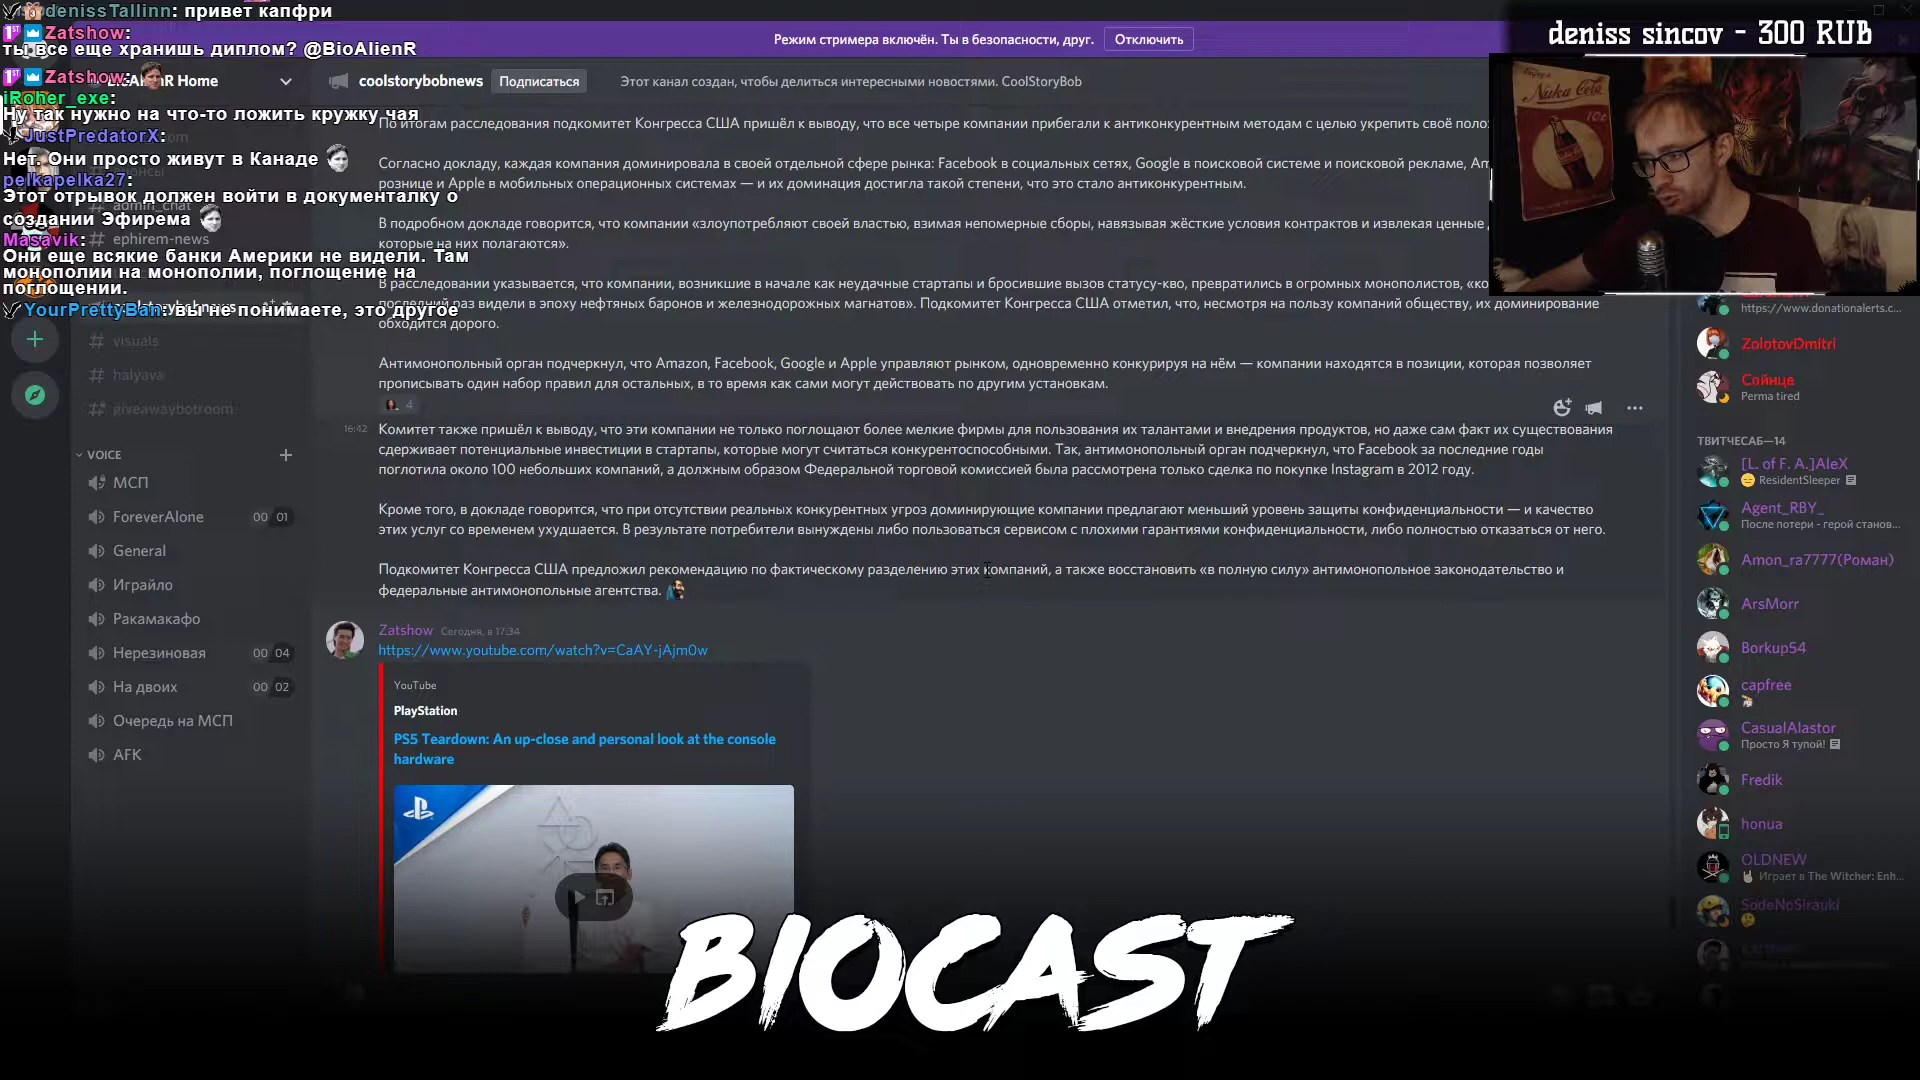 denissTallinn: привет капфри
Zatshow:
ты все еще хранишь диплом? @BioAlienR
Zatshow:
iRoher_exe:
Ну так нужно на что-то ложить кружку чая
JustPredatorX:
Нет. Они просто живут в Канаде
pelkapelka27:
Этот отрывок должен войти в документалку о
создании Эфирема
Masavik:
Они еще всякие банки Америки не видели. Там
монополии на монополии, поглощение на
поглощении.
YourPrettyBan: вы не понимаете, это другое
Home
admin_chat
ephirem-news
visuals
halyava
giveawaybotroom
VOICE
МСП
ForeverAlone 00 01
General
Играйло
Ракамакафо
Нерезиновая 00 04
На двоих 00 02
Очередь на МСП
AFK
Режим стримера включён. Ты в безопасности, друг. Отключить
coolstorybobnews Подписаться Этот канал создан, чтобы делиться интересными новостями. CoolStoryBob
По итогам расследования подкомитет Конгресса США пришёл к выводу, что все четыре компании прибегали к антиконкурентным методам с целью укрепить своё
Согласно докладу, каждая компания доминировала в своей отдельной сфере рынка: Facebook в социальных сетях, Google в поисковой системе и поисковой рекламе,
рознице и Apple в мобильных операционных системах — и их доминация достигла такой степени, что это стало антиконкурентным.
В подробном докладе говорится, что компании «злоупотребляют своей властью, взимая непомерные сборы, навязывая жёсткие условия контрактов и извлекая ценные
которые на них полагаются».
В расследовании указывается, что компании, возникшие в начале как неудачные стартапы и бросившие вызов статусу-кво, превратились в огромных монополистов,
последний раз видели в эпоху нефтяных баронов и железнодорожных магнатов». Подкомитет Конгресса США отметил, что, несмотря на пользу компаний обществу, их доминирование
обходится дорого.
Антимонопольный орган подчеркнул, что Amazon, Facebook, Google и Apple управляют рынком, одновременно конкурируя на нём — компании находятся в позиции, которая позволяет
прописывать один набор правил для остальных, в то время как сами могут действовать по другим установкам.
4
16:42 Комитет также пришёл к выводу, что эти компании не только поглощают более мелкие фирмы для пользования их талантами и внедрения продуктов, но даже сам факт их существования
сдерживает потенциальные инвестиции в стартапы, которые могут считаться конкурентоспособными. Так, антимонопольный орган подчеркнул, что Facebook за последние годы
поглотила около 100 небольших компаний, а должным образом Федеральной торговой комиссией была рассмотрена только сделка по покупке Instagram в 2012 году.
Кроме того, в докладе говорится, что при отсутствии реальных конкурентных угроз доминирующие компании предлагают меньший уровень защиты конфиденциальности — и качество
этих услуг со временем ухудшается. В результате потребители вынуждены либо пользоваться сервисом с плохими гарантиями конфиденциальности, либо полностью отказаться от него.
Подкомитет Конгресса США предложил рекомендацию по фактическому разделению этих компаний, а также восстановить «в полную силу» антимонопольное законодательство и
федеральные антимонопольные агентства.
Zatshow Сегодня, в 17:34
https://www.youtube.com/watch?v=CaAY-jAjm0w
YouTube
PlayStation
PS5 Teardown: An up-close and personal look at the console
hardware
BIOCAST
deniss sincov - 300 RUB
Nuka Cola
https://www.donationalerts.c...
ZolotovDmitri
Сойнце
Perma tired
ТВИТЧЕСАБ—14
[L. of F. A.]AleX
ResidentSleeper
Agent_RBY_
После потери - герой станов...
Amon_ra7777(Роман)
ArsMorr
Borkup54
capfree
CasualAlastor
Просто Я тупой!
Fredik
honua
OLDNEW
Играет в The Witcher: Enh...
SodeNoSirauki